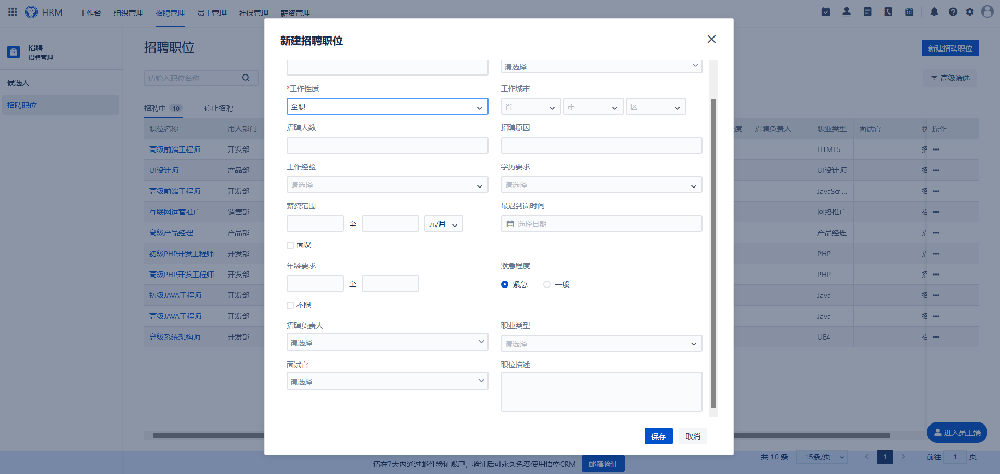 HRM 工作台 组织管理 招聘管理 员工管理 社保管理 薪资管理
招聘
招聘管理
候选人
招聘职位
招聘职位
新建招聘职位
请输入职位名称
高级筛选
招聘中 10 停止招聘
职位名称 用人部门 度 招聘负责人 职业类型 面试官 状 操作
高级前端工程师 开发部 HTML5 招
UI设计师 产品部 UI设计师 招
高级前端工程师 开发部 JavaScri... 招
互联网运营推广 销售部 网络推广 招
高级产品经理 产品部 产品经理 招
初级PHP开发工程师 开发部 PHP 招
高级PHP开发工程师 开发部 PHP 招
初级JAVA工程师 开发部 Java 招
高级JAVA工程师 开发部 Java 招
高级系统架构师 开发部 UE4 招
新建招聘职位
请选择
*工作性质 工作城市
全职 省 市 区
招聘人数 招聘原因
工作经验 学历要求
请选择 请选择
薪资范围 最迟到岗时间
至 元/月 选择日期
面议
年龄要求 紧急程度
至 紧急 一般
不限
招聘负责人 职业类型
请选择 请选择
面试官 职位描述
请选择
保存 取消
进入员工端
共 10 条 15条/页 1 前往 1 页
请在7天内通过邮件验证账户，验证后可永久免费使用悟空CRM 邮箱验证